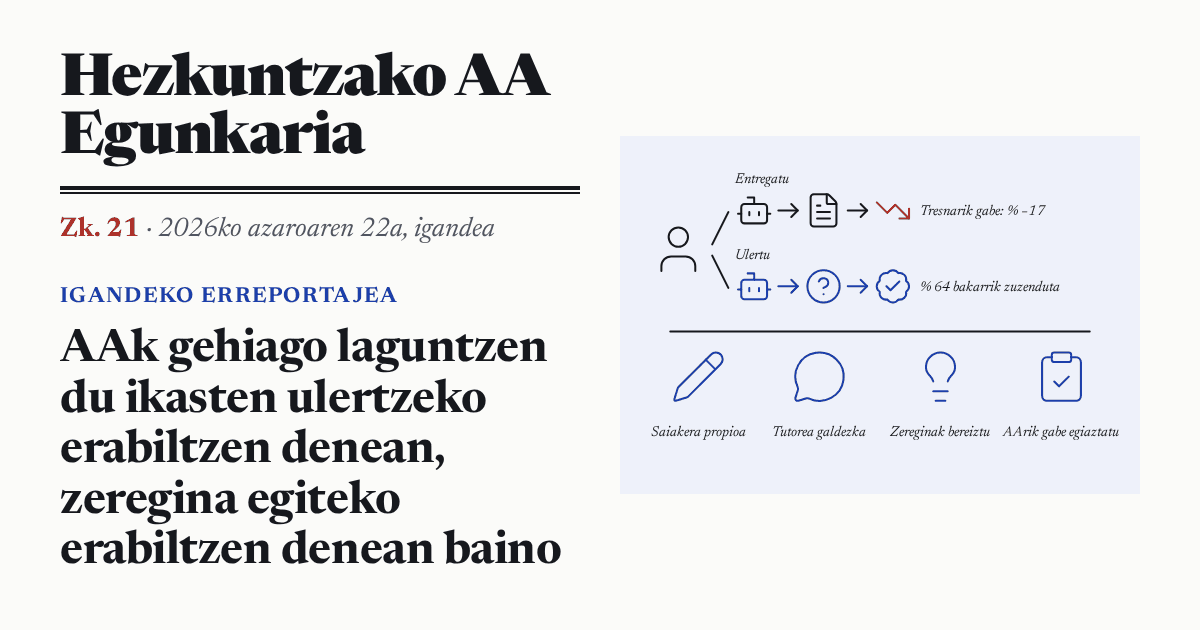 Hezkuntzako AA
Egunkaria
Zk. 21 · 2026ko azaroaren 22a, igandea
IGANDEKO ERREPORTAJEA
AAk gehiago laguntzen
du ikasten ulertzeko
erabiltzen denean,
zeregina egiteko
erabiltzen denean baino
Entregatu
Tresnarik gabe: % −17
Ulertu
% 64 bakarrik zuzenduta
Saiakera propioa
Tutorea galdezka
Zereginak bereiztu
AArik gabe egiaztatu